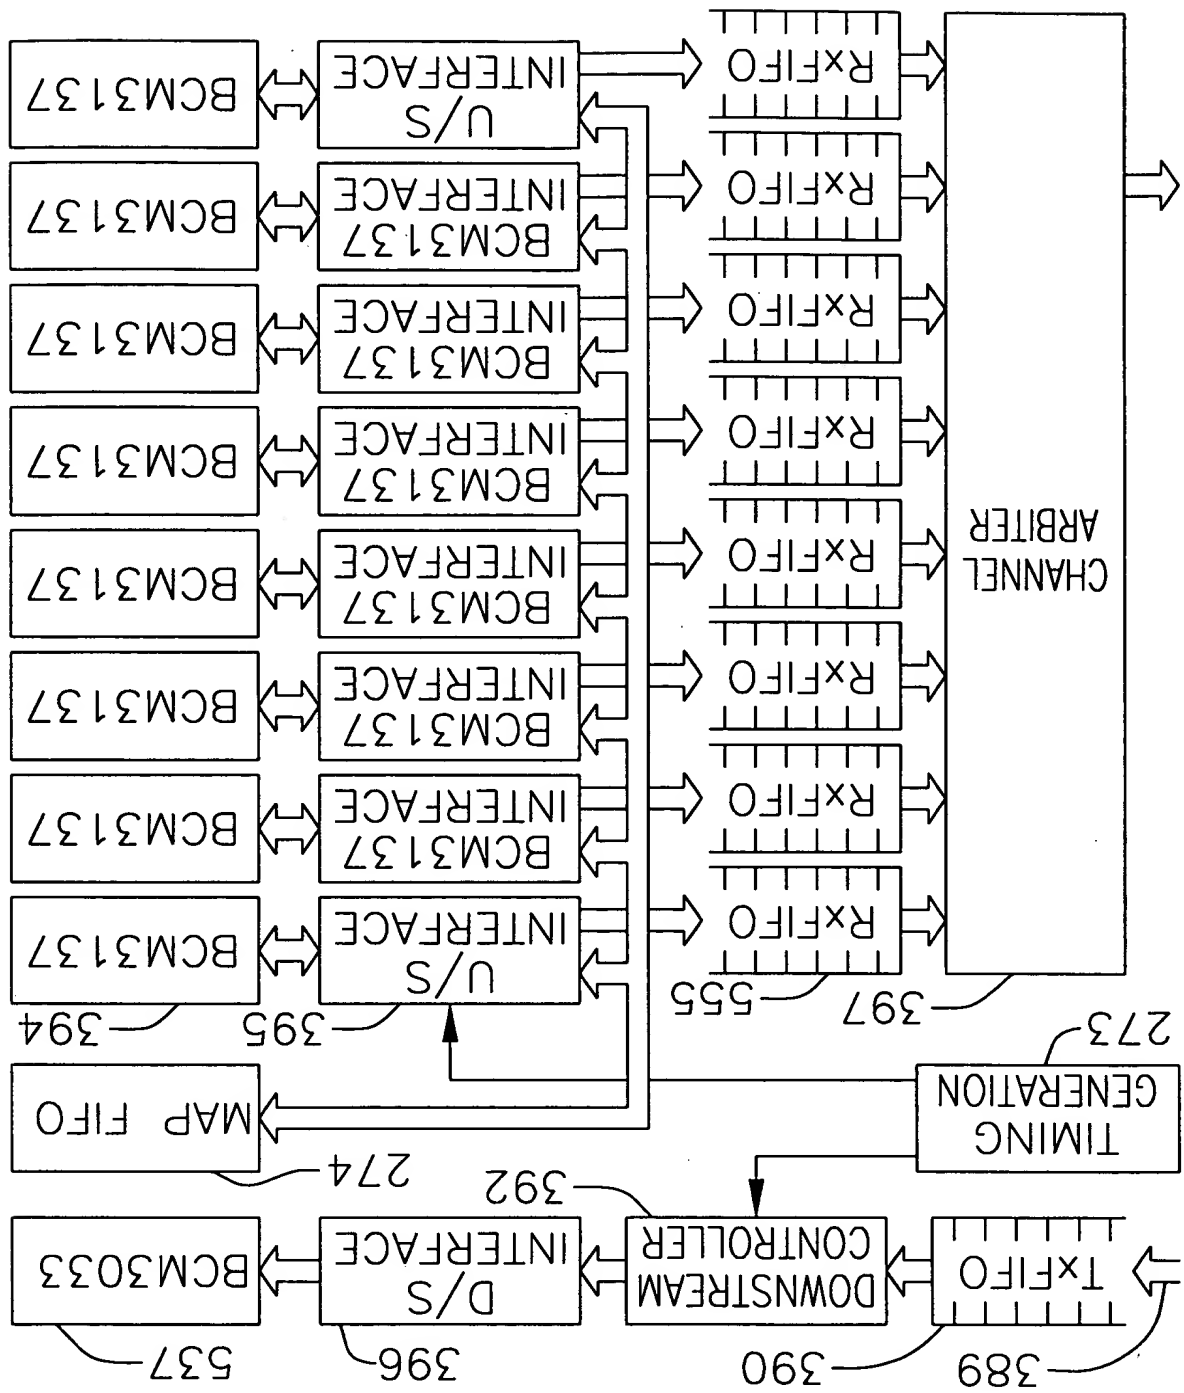 389
390
396
537
TxFIFO
DOWNSTREAM
CONTROLLER
D/S
INTERFACE
BCM3033
392
274
TIMING
GENERATION
MAP FIFO
273
397
555
395
394
RxFIFO
U/S
INTERFACE
BCM3137
RxFIFO
BCM3137
INTERFACE
BCM3137
RxFIFO
BCM3137
INTERFACE
BCM3137
CHANNEL
ARBITER
RxFIFO
BCM3137
INTERFACE
BCM3137
RxFIFO
BCM3137
INTERFACE
BCM3137
RxFIFO
BCM3137
INTERFACE
BCM3137
RxFIFO
BCM3137
INTERFACE
BCM3137
RxFIFO
U/S
INTERFACE
BCM3137